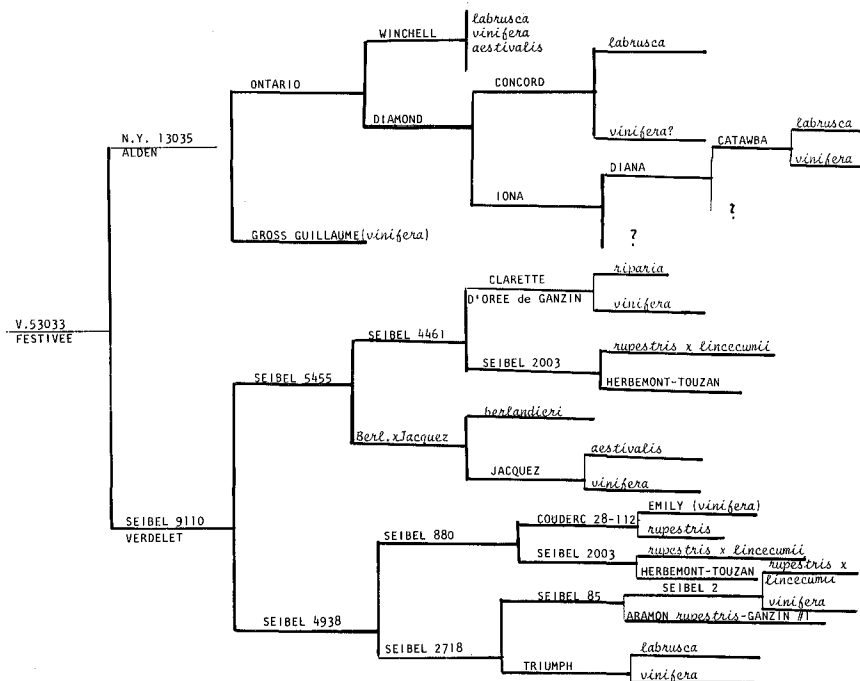 labrusca
vinifera
aestivalis
WINCHELL
labrusca
ONTARIO
CONCORD
DIAMOND
labrusca
vinifera?
CATAWBA
vinifera
N.Y. 13035
ALDEN
DIANA
IONA
?
?
GROSS GUILLAUME(vinifera)
riparia
CLARETTE
D'OREE de GANZIN
vinifera
V.53033
FESTIVEE
SEIBEL 4461
rupestris x lincecumii
SEIBEL 2003
HERBEMONT-TOUZAN
SEIBEL 5455
berlandieri
Berl.xJacquez
aestivalis
JACQUEZ
vinifera
EMILY (vinifera)
COUDERC 28-112
rupestris
SEIBEL 9110
VERDELET
SEIBEL 880
SEIBEL 2003
rupestris x lincecumii
HERBEMONT-TOUZAN
rupestris x
lincecumii
SEIBEL 2
vinifera
SEIBEL 85
ARAMON rupestris-GANZIN #1
SEIBEL 4938
labrusca
SEIBEL 2718
TRIUMPH
vinifera